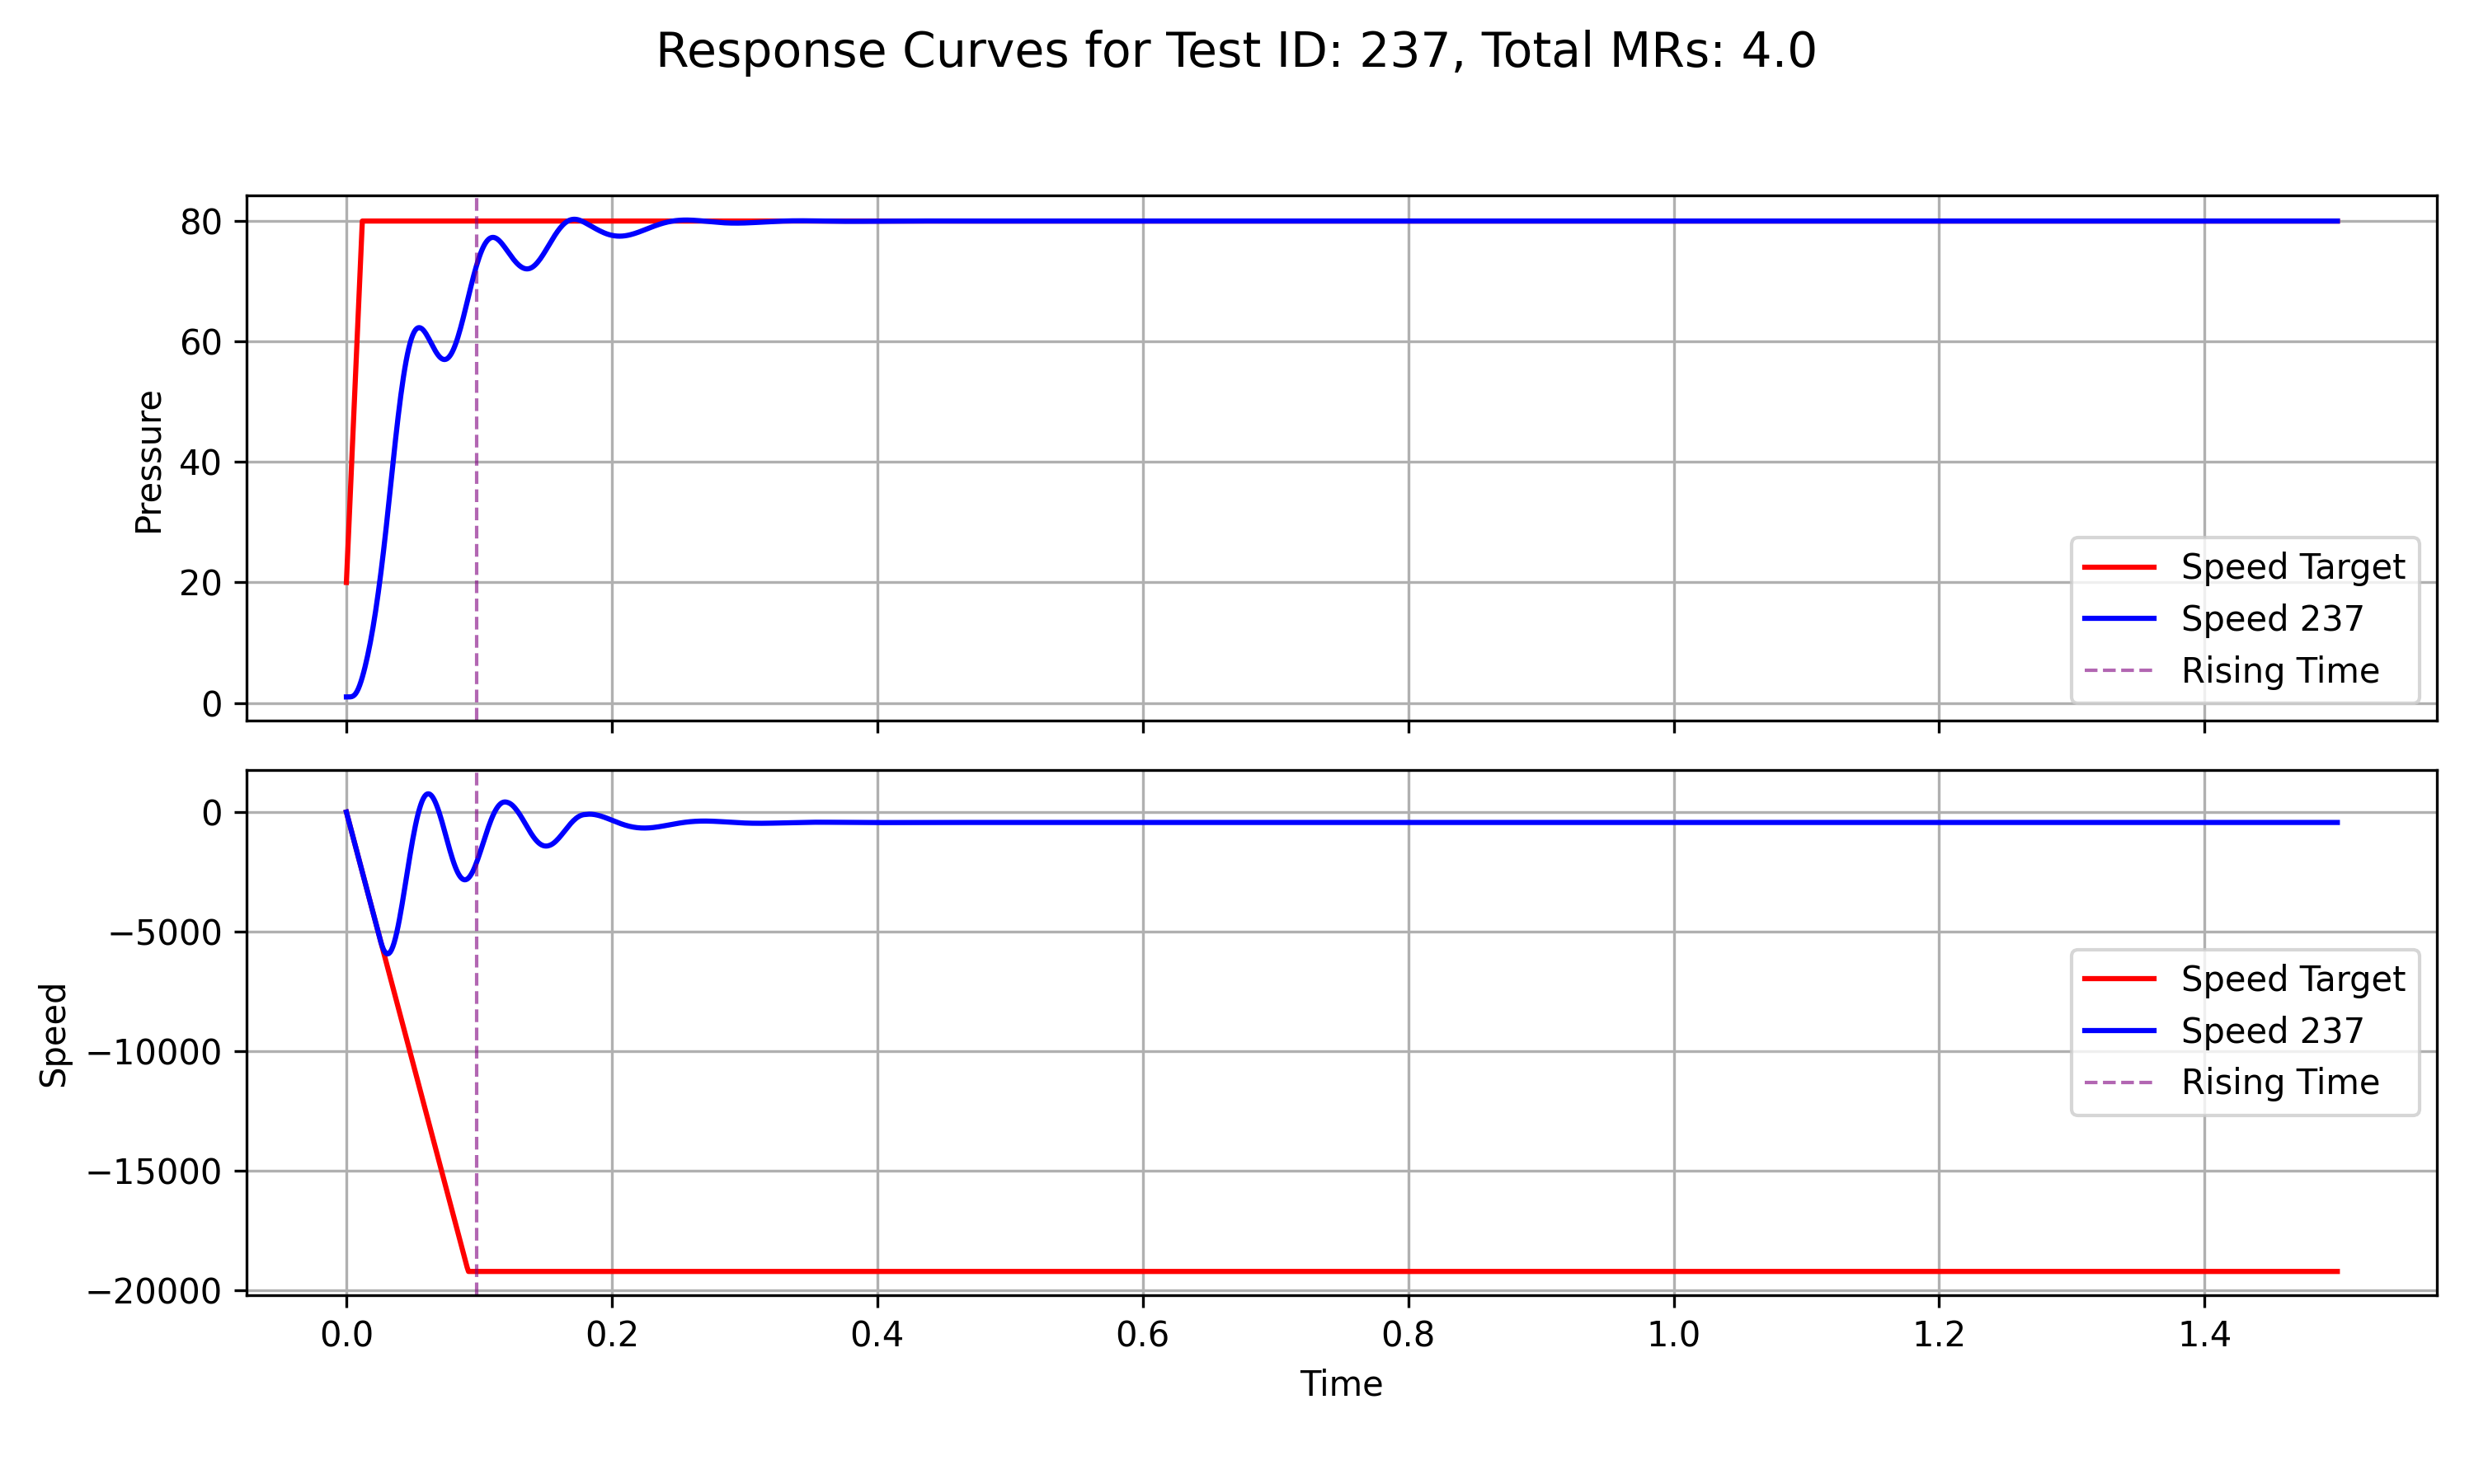 Response Curves for Test ID: 237, Total MRs: 4.0
80
60
40
20
0
Pressure
Speed Target
Speed 237
Rising Time
0
−5000
−10000
−15000
−20000
Speed
Speed Target
Speed 237
Rising Time
0.0 0.2 0.4 0.6 0.8 1.0 1.2 1.4
Time